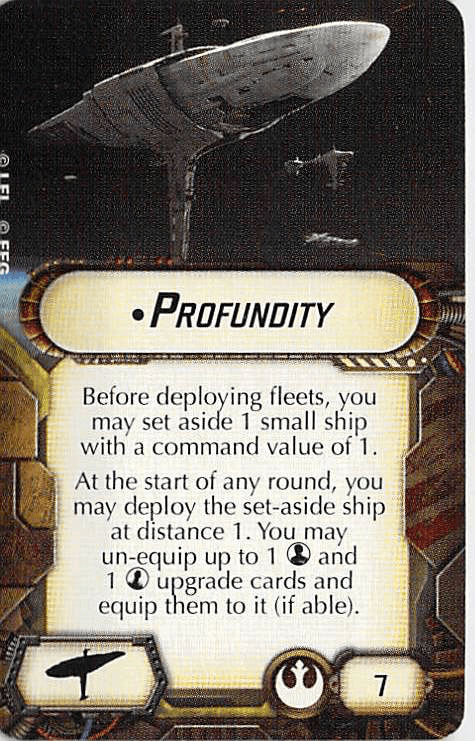 © LFL © FFG
• PROFUNDITY
Before deploying fleets, you
may set aside 1 small ship
with a command value of 1.
At the start of any round, you
may deploy the set-aside ship
at distance 1. You may
un-equip up to 1 and
1 upgrade cards and
equip them to it (if able).
7